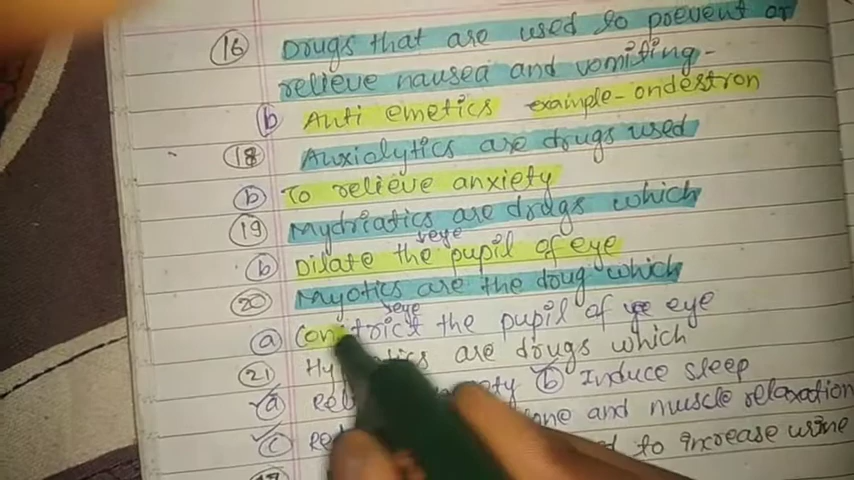 16 Drugs that are used to prevent or
relieve nausea and vomiting -
b Anti emetics example - ondestron
18 Anxiolytics are drugs used
b To relieve anxiety
19 Mydriatics are drugs which
eye
b Dilate the pupil of eye
20 Myotics are the doug which
eye
a Constrict the pupil of eye
21 are drugs which
a b Induce sleep
c and muscle relaxation
to increase urine